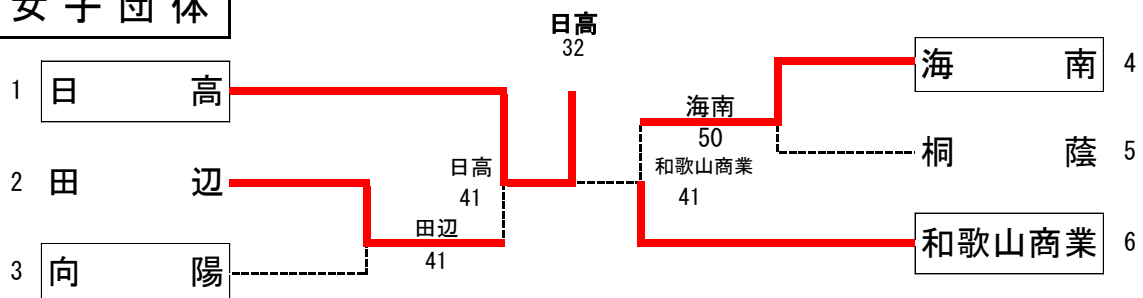 女子団体
日高
32
1 日高
2 田辺
3 向陽
日高
41
田辺
41
海南
50
和歌山商業
41
海南 4
桐蔭 5
和歌山商業 6